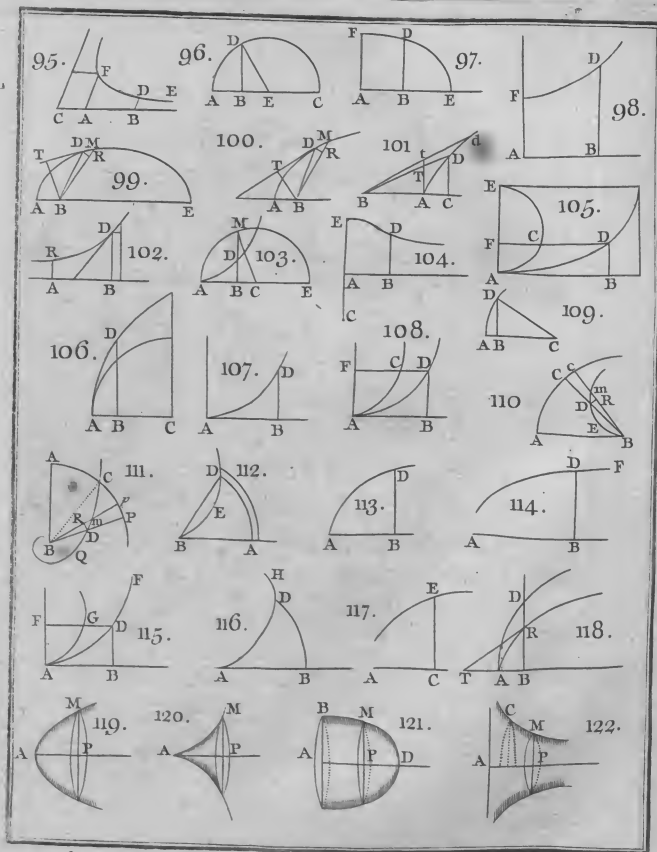 95. F D E C A B
96. D A B E C
97. F D A B E
98. D F A B
99. T D M R A B E
100. D M T R A B
101 t d D T B A C
102. D R A B
103. M D A B C E
104. E D A B C
105. E C F D A B
106. D A B C
107. D A B
108. C F D A B
109. D A B C
110 C c m R D E A B
111. A C p P R m D B Q
112. D E B A
113. D A B
114. D F A B
115. F G F D A B
116. H D A B
117. E A C
118. D R T A B
119. M A P
120. M A P
121. B M A P D
122. C M A P